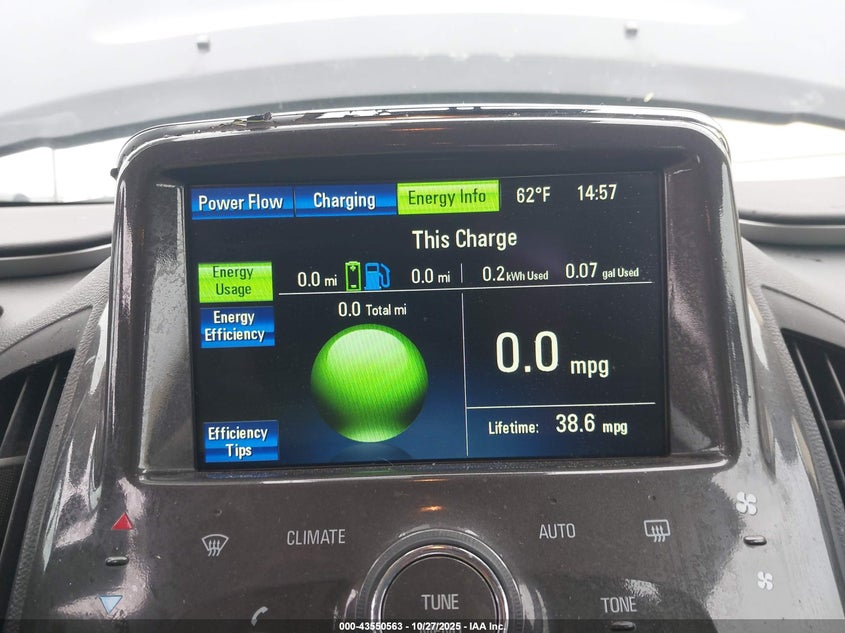 Power Flow Charging Energy Info 62°F 14:57
This Charge
Energy Usage
0.0 mi 0.0 mi 0.2 kWh Used 0.07 gal Used
0.0 Total mi
Energy Efficiency
0.0 mpg
Efficiency Tips
Lifetime: 38.6 mpg
CLIMATE AUTO
TUNE TONE
000-43550563 - 10/27/2025 - IAA Inc.